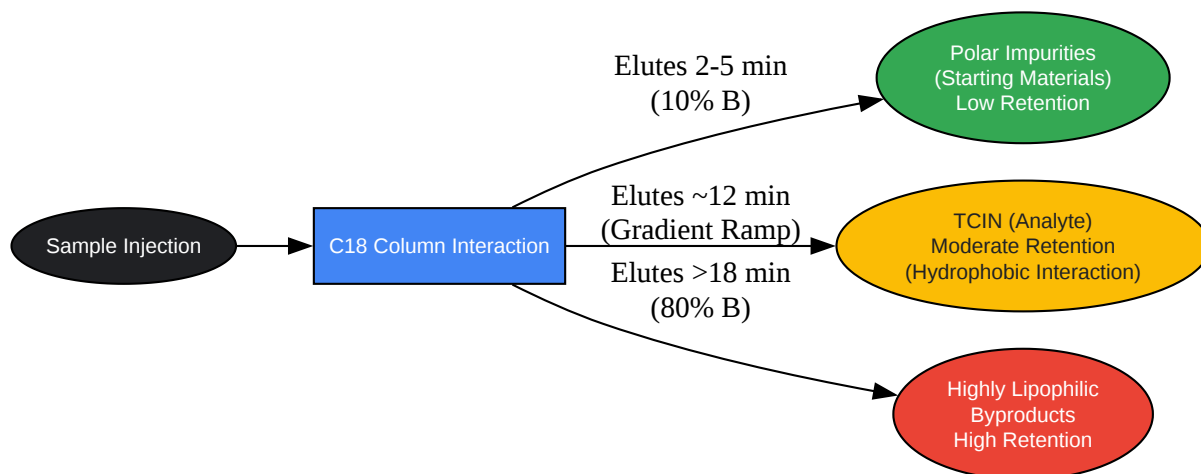 Sample Injection
C18 Column Interaction
Elutes 2-5 min
(10% B)
Polar Impurities
(Starting Materials)
Low Retention
Elutes ~12 min
(Gradient Ramp)
TCIN (Analyte)
Moderate Retention
(Hydrophobic Interaction)
Elutes >18 min
(80% B)
Highly Lipophilic
Byproducts
High Retention